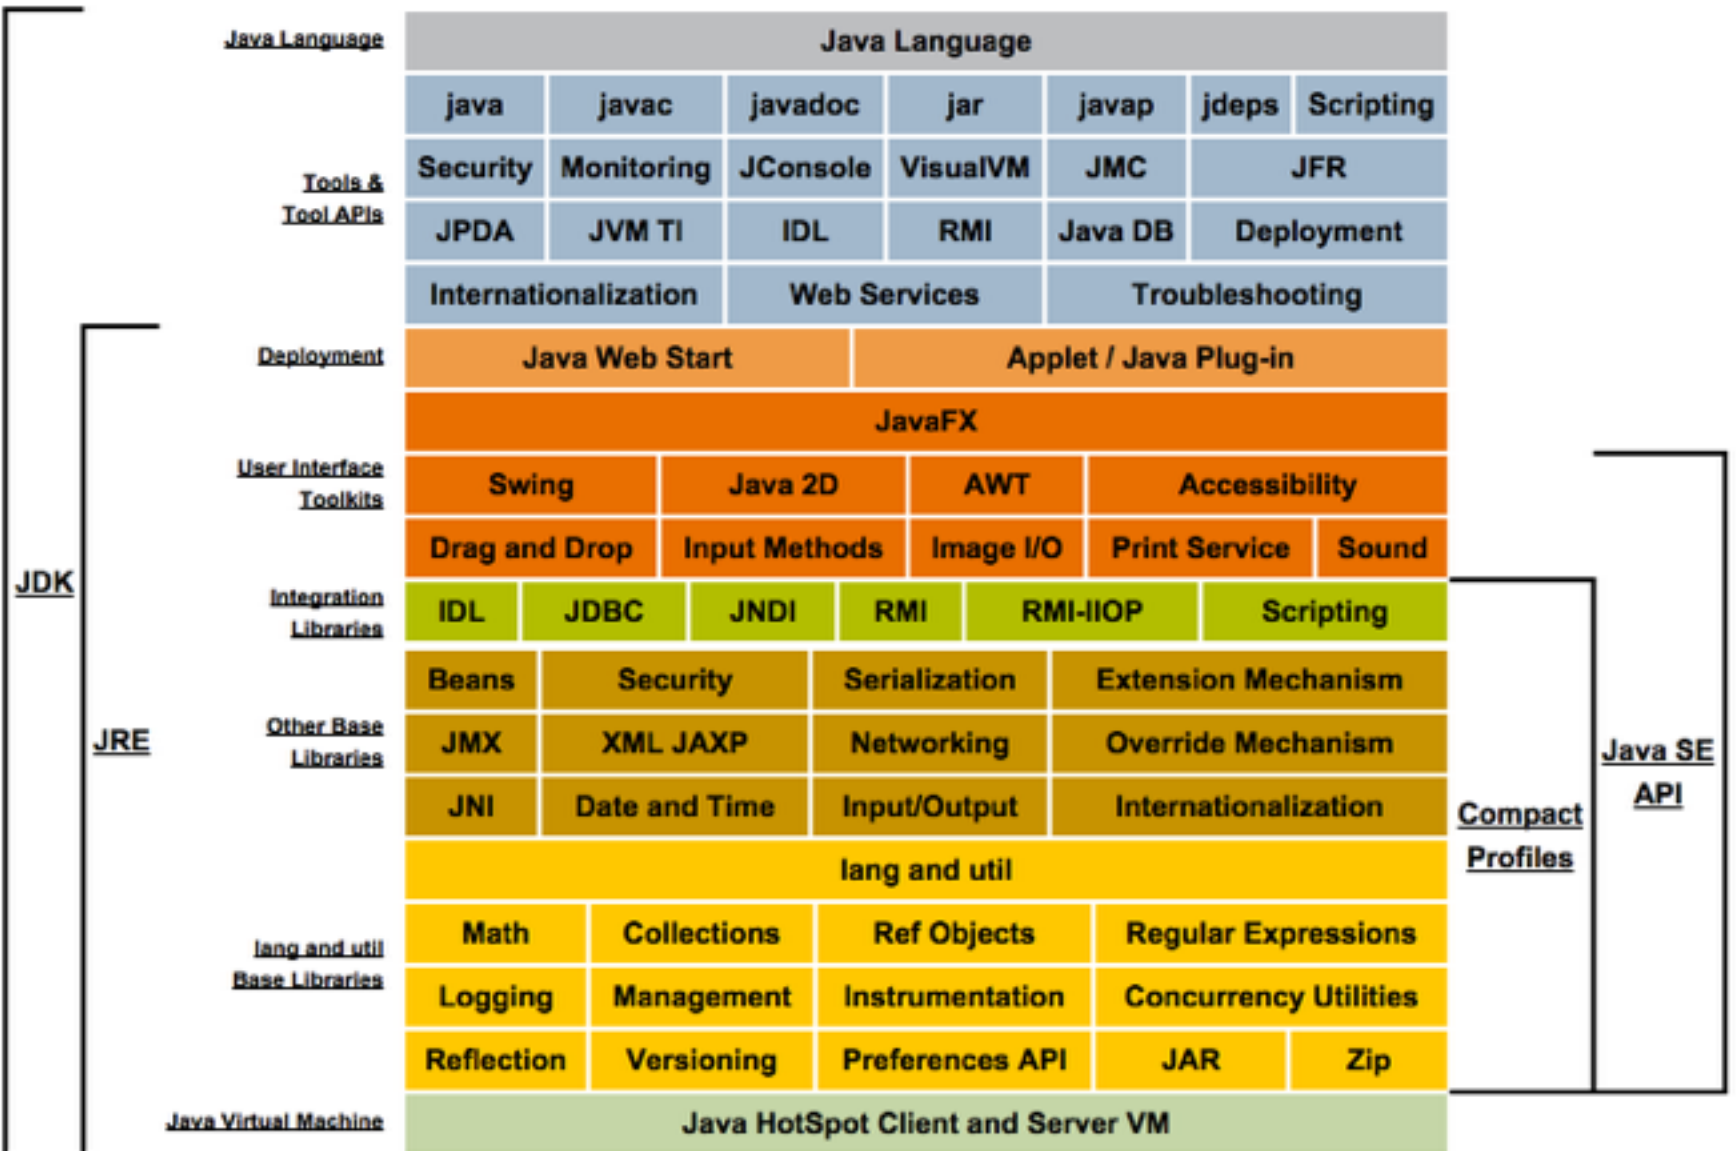 Java Language
Java Language
java javac javadoc jar javap jdeps Scripting
Tools &
Tool APIs
Security Monitoring JConsole VisualVM JMC JFR
JPDA JVM TI IDL RMI Java DB Deployment
Internationalization Web Services Troubleshooting
Deployment
Java Web Start Applet / Java Plug-in
JavaFX
User Interface
Toolkits
Swing Java 2D AWT Accessibility
Drag and Drop Input Methods Image I/O Print Service Sound
JDK
Integration
Libraries
IDL JDBC JNDI RMI RMI-IIOP Scripting
Beans Security Serialization Extension Mechanism
JRE
Other Base
Libraries
JMX XML JAXP Networking Override Mechanism
Java SE
API
JNI Date and Time Input/Output Internationalization
Compact
Profiles
lang and util
Math Collections Ref Objects Regular Expressions
lang and util
Base Libraries
Logging Management Instrumentation Concurrency Utilities
Reflection Versioning Preferences API JAR Zip
Java Virtual Machine
Java HotSpot Client and Server VM